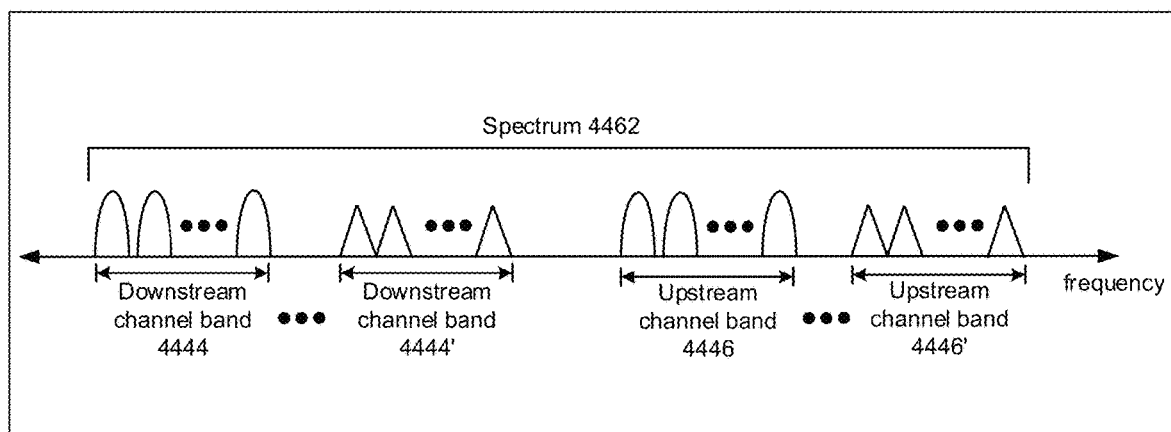 Spectrum 4462
frequency
Downstream
channel band
4444
Downstream
channel band
4444'
Upstream
channel band
4446
Upstream
channel band
4446'